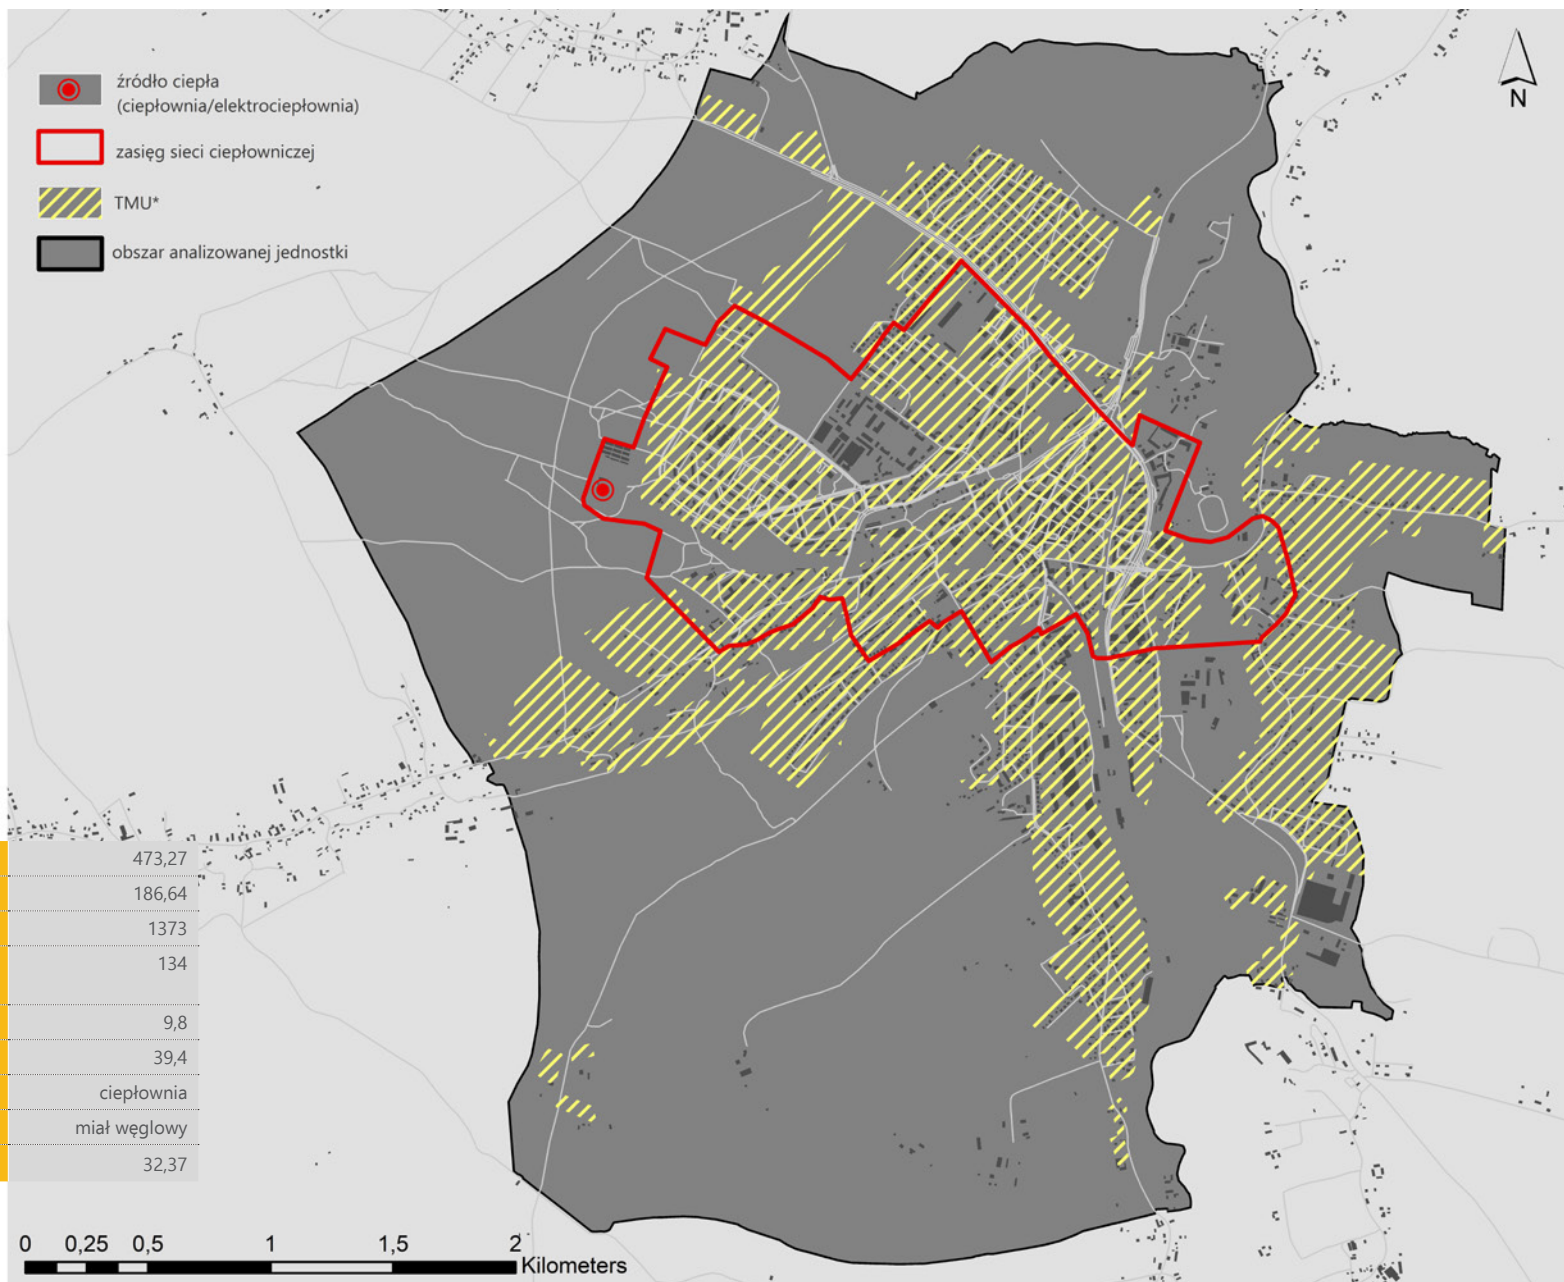 źródło ciepła
(ciepłownia/elektrociepłownia)
zasięg sieci ciepłowniczej
TMU*
obszar analizowanej jednostki
N
473,27
186,64
1373
134
9,8
39,4
ciepłownia
miał węglowy
32,37
0 0,25 0,5 1 1,5 2
Kilometers